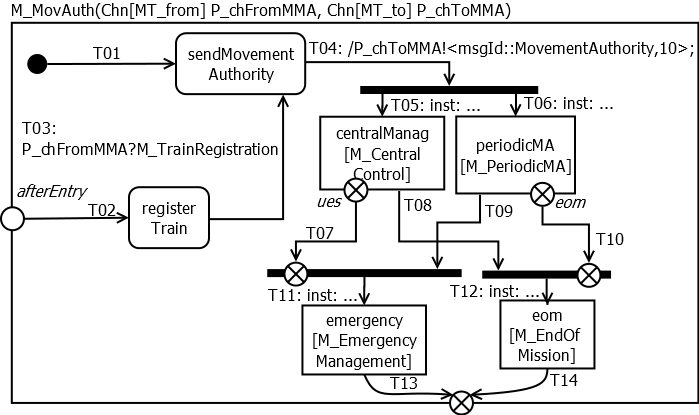 M_MovAuth(Chn[MT_from] P_chFromMMA, Chn[MT_to] P_chToMMA)
T01
sendMovement
Authority
T04: /P_chToMMA!<msgId::MovementAuthority,10>;
T05: inst: ...
T06: inst: ...
T03:
P_chFromMMA?M_TrainRegistration
centralManag
[M_Central
Control]
periodicMA
[M_PeriodicMA]
afterEntry
T02
register
Train
ues
T08
T09
eom
T07
T10
T11: inst: ...
T12: inst: ...
emergency
[M_Emergency
Management]
eom
[M_EndOf
Mission]
T13
T14